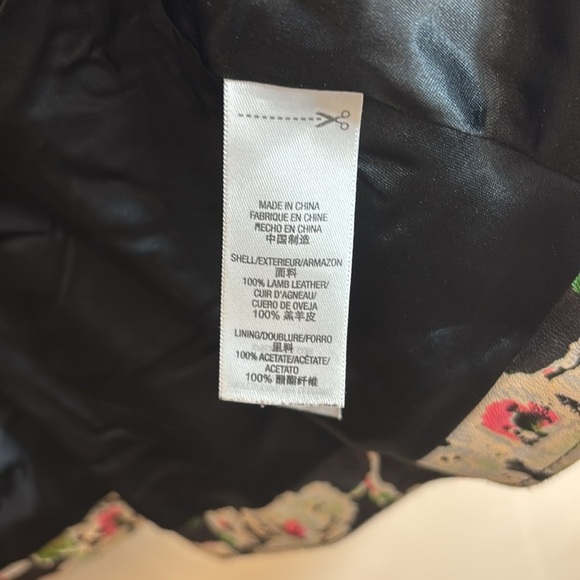 MADE IN CHINA
FABRIQUE EN CHINE
HECHO EN CHINA
中国制造
SHELL/EXTERIEUR/ARMAZON
面料
100% LAMB LEATHER/
CUIR D'AGNEAU/
CUERO DE OVEJA
100% 羔羊皮
LINING/DOUBLURE/FORRO
里料
100% ACETATE/ACÉTATE/
ACETATO
100% 醋酯纤维